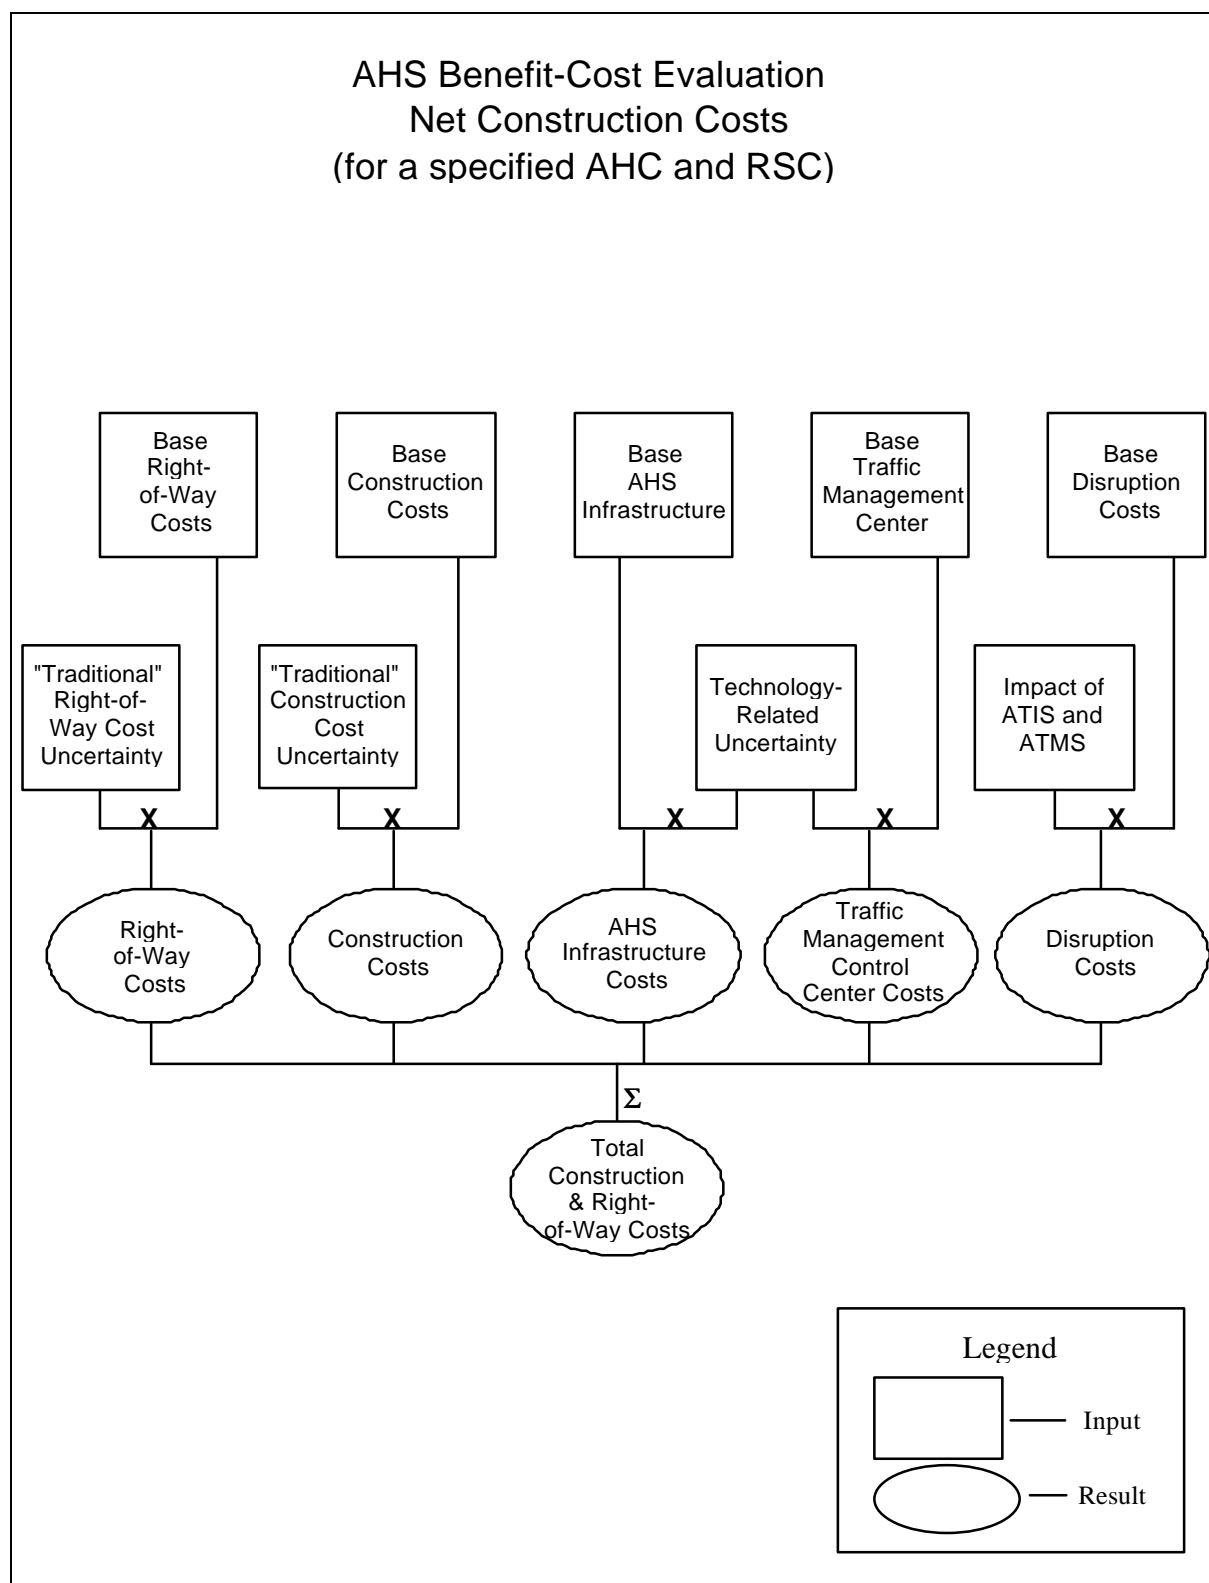 AHS Benefit-Cost Evaluation
Net Construction Costs
(for a specified AHC and RSC)
Base
Right-
of-Way
Costs
Base
Construction
Costs
Base
AHS
Infrastructure
Base
Traffic
Management
Center
Base
Disruption
Costs
"Traditional"
Right-of-
Way Cost
Uncertainty
"Traditional"
Construction
Cost
Uncertainty
Technology-
Related
Uncertainty
Impact of
ATIS and
ATMS
X
X
X
X
X
Right-
of-Way
Costs
Construction
Costs
AHS
Infrastructure
Costs
Traffic
Management
Control
Center Costs
Disruption
Costs
Σ
Total
Construction
& Right-
of-Way Costs
Legend
Input
Result